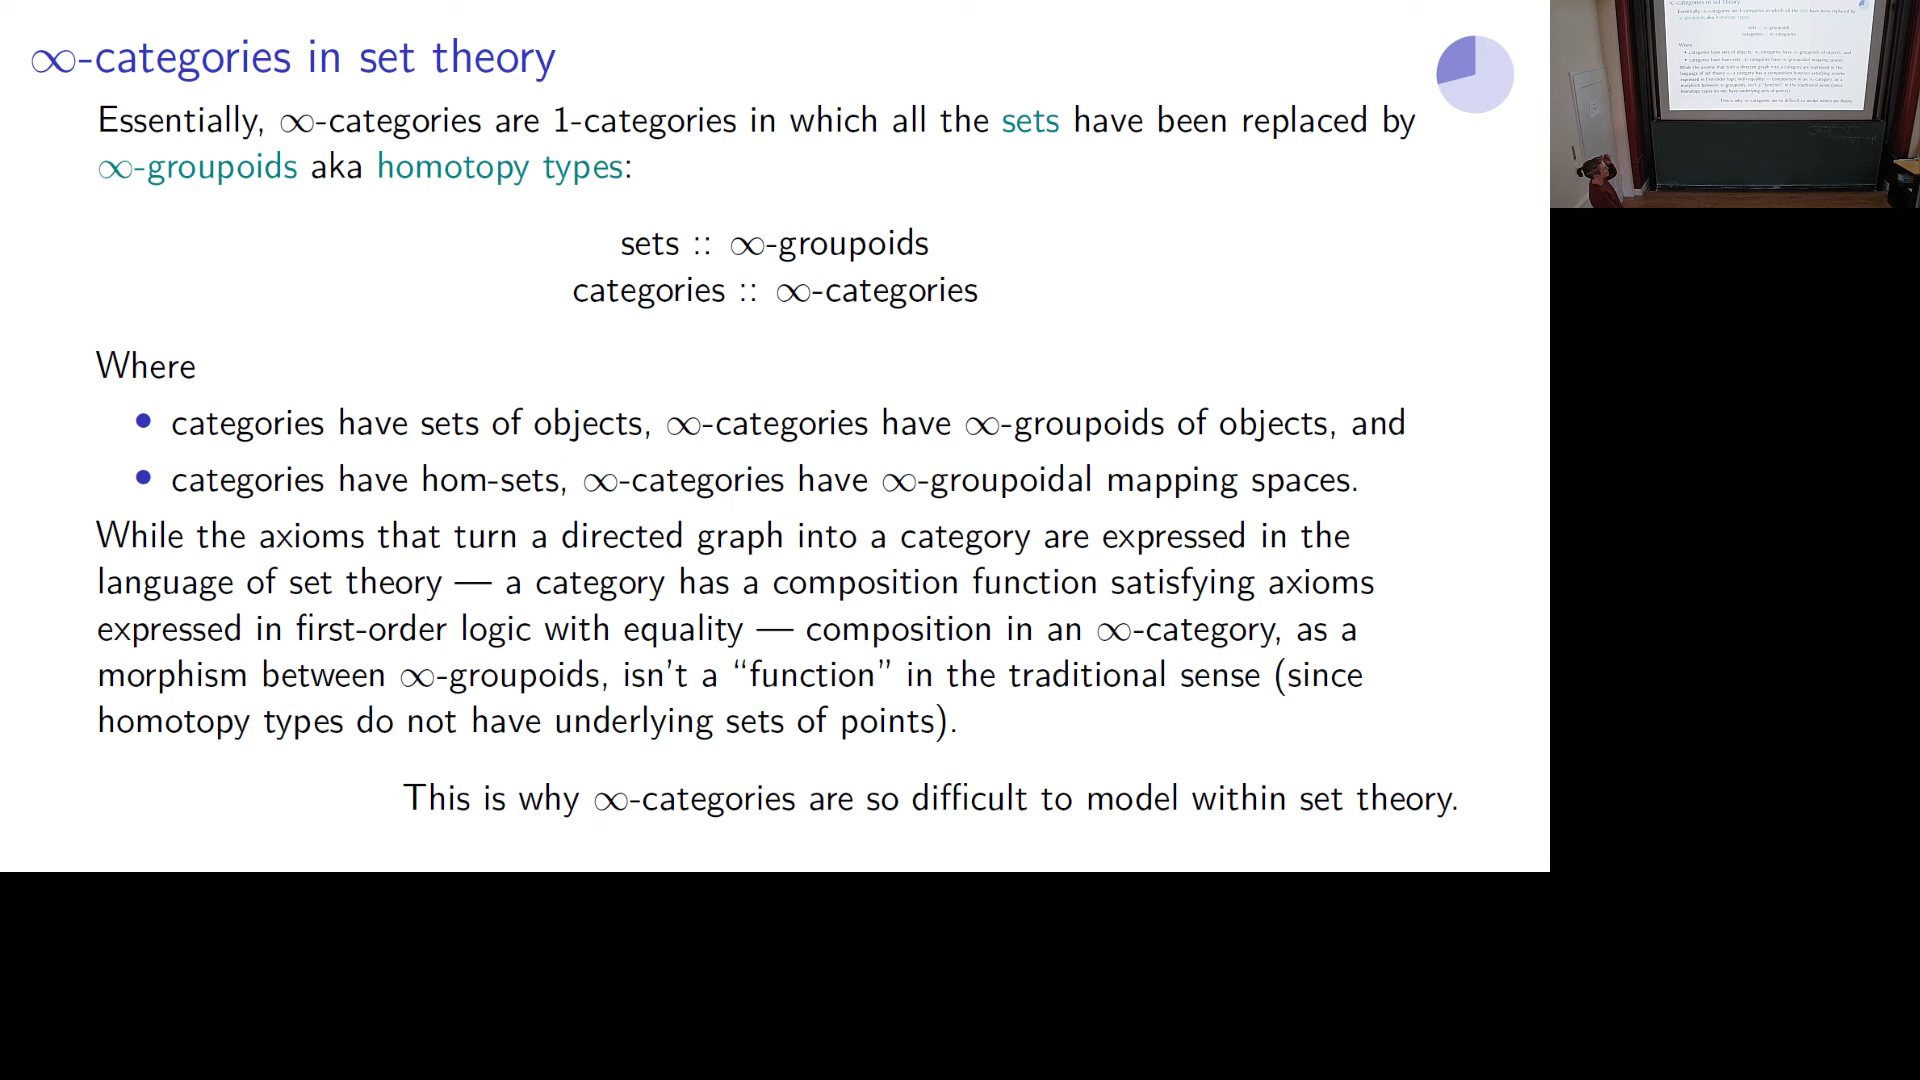 ∞-categories in set theory
Essentially, ∞-categories are 1-categories in which all the sets have been replaced by
∞-groupoids aka homotopy types:
sets :: ∞-groupoids
categories :: ∞-categories
Where
• categories have sets of objects, ∞-categories have ∞-groupoids of objects, and
• categories have hom-sets, ∞-categories have ∞-groupoidal mapping spaces.
While the axioms that turn a directed graph into a category are expressed in the
language of set theory — a category has a composition function satisfying axioms
expressed in first-order logic with equality — composition in an ∞-category, as a
morphism between ∞-groupoids, isn't a “function” in the traditional sense (since
homotopy types do not have underlying sets of points).
This is why ∞-categories are so difficult to model within set theory.